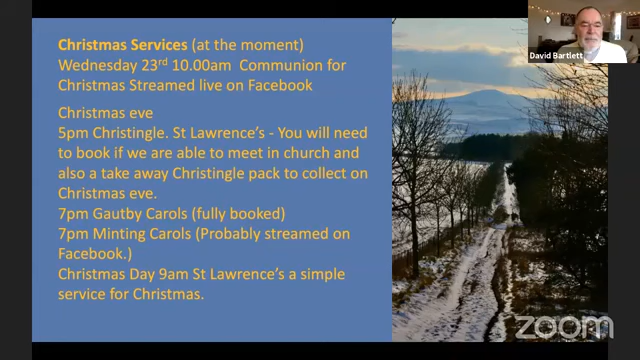 Christmas Services (at the moment)
Wednesday 23rd 10.00am Communion for
Christmas Streamed live on Facebook
Christmas eve
5pm Christingle. St Lawrence's - You will need
to book if we are able to meet in church and
also a take away Christingle pack to collect on
Christmas eve.
7pm Gautby Carols (fully booked)
7pm Minting Carols (Probably streamed on
Facebook.)
Christmas Day 9am St Lawrence's a simple
service for Christmas.
David Bartlett
zoom